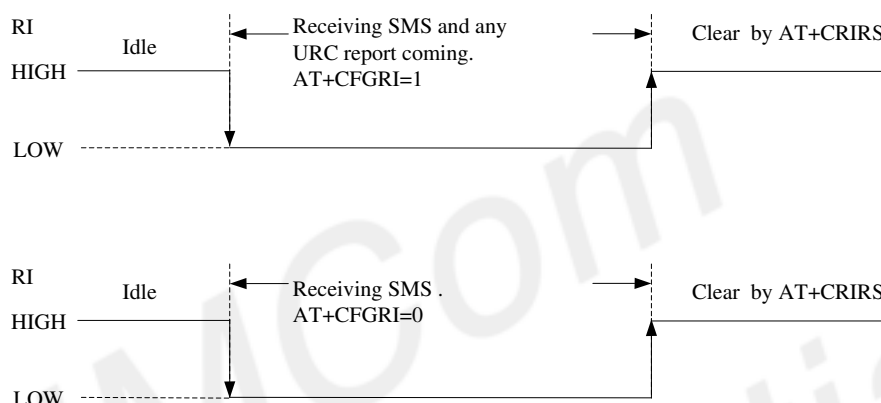 RI
Idle
Receiving SMS and any
URC report coming.
AT+CFGRI=1
Clear by AT+CRIRS
HIGH
LOW
RI
Idle
Receiving SMS .
AT+CFGRI=0
Clear by AT+CRIRS
HIGH
LOW